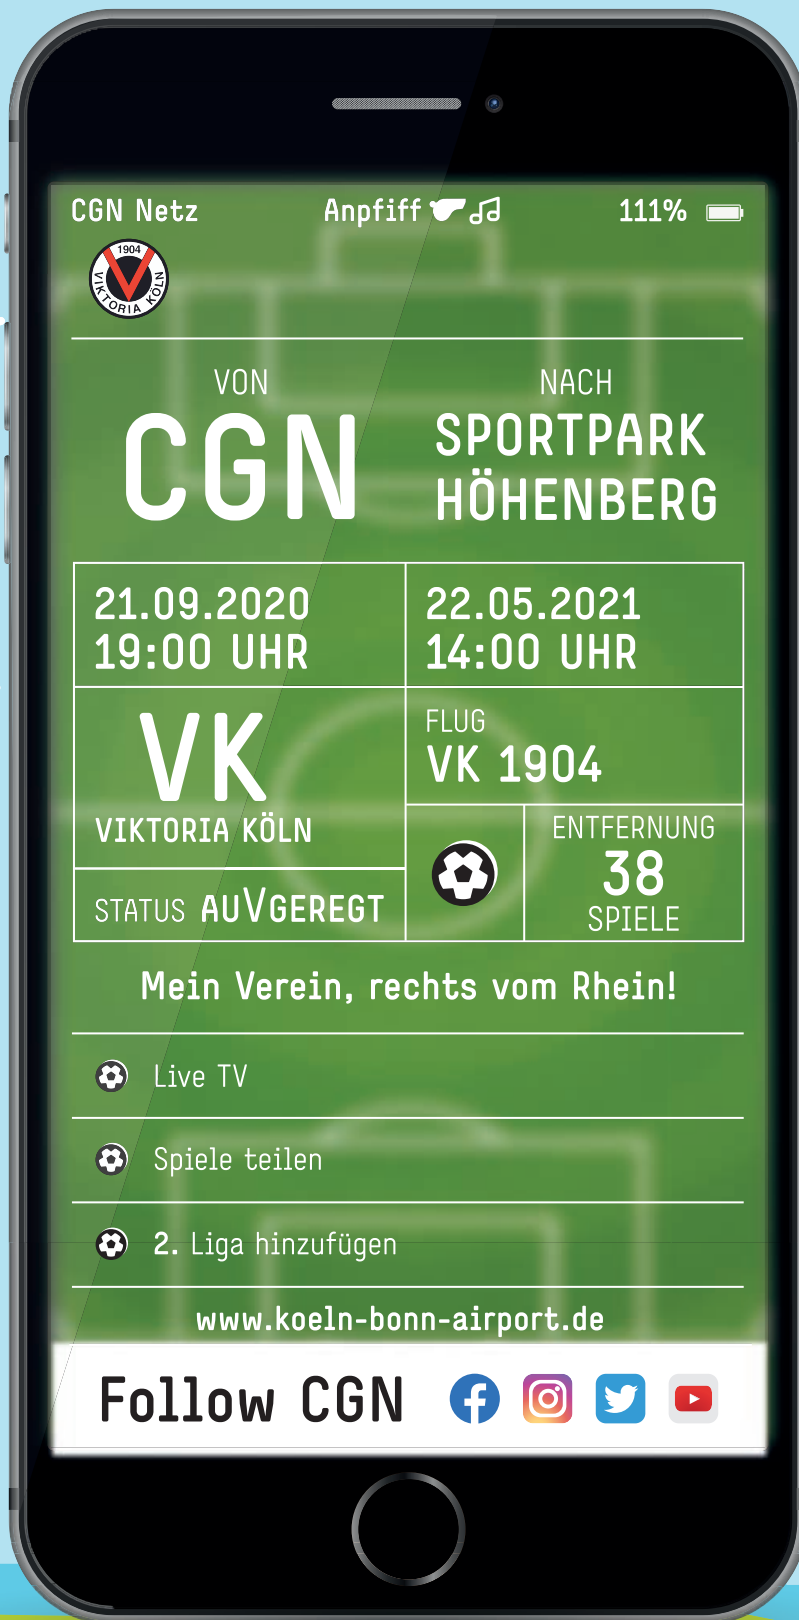 CGN Netz
Anpfiff
111%
1904
VIKTORIA KÖLN
VON
CGN
NACH
SPORTPARK
HÖHENBERG
21.09.2020
19:00 UHR
22.05.2021
14:00 UHR
VK
VIKTORIA KÖLN
FLUG
VK 1904
STATUS AUVGEREGT
ENTFERNUNG
38
SPIELE
Mein Verein, rechts vom Rhein!
Live TV
Spiele teilen
2. Liga hinzufügen
www.koeln-bonn-airport.de
Follow CGN